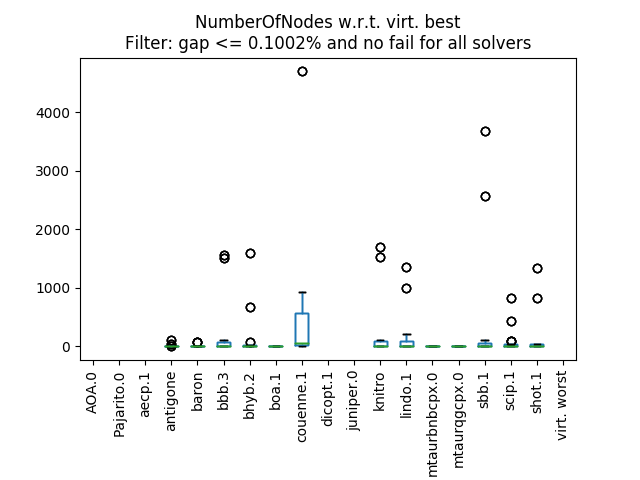 NumberOfNodes w.r.t. virt. best
Filter: gap <= 0.1002% and no fail for all solvers
4000
3000
2000
1000
0
AOA.0
Pajarito.0
aecp.1
antigone
baron
bbb.3
bhyb.2
boa.1
couenne.1
dicopt.1
juniper.0
knitro
lindo.1
mtaurbnbcpx.0
mtaurqgcpx.0
sbb.1
scip.1
shot.1
virt. worst